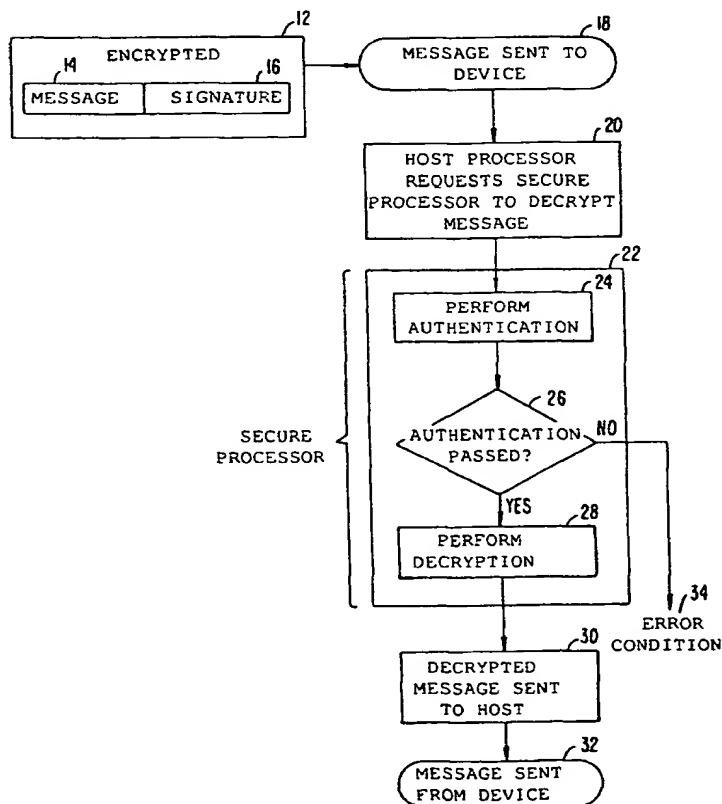 12
ENCRYPTED
14
16
MESSAGE
SIGNATURE
18
MESSAGE SENT TO
DEVICE
20
HOST PROCESSOR
REQUESTS SECURE
PROCESSOR TO DECRYPT
MESSAGE
22
24
PERFORM
AUTHENTICATION
26
AUTHENTICATION
PASSED?
NO
SECURE
PROCESSOR
YES
28
PERFORM
DECRYPTION
34
ERROR
CONDITION
30
DECRYPTED
MESSAGE SENT
TO HOST
32
MESSAGE SENT
FROM DEVICE